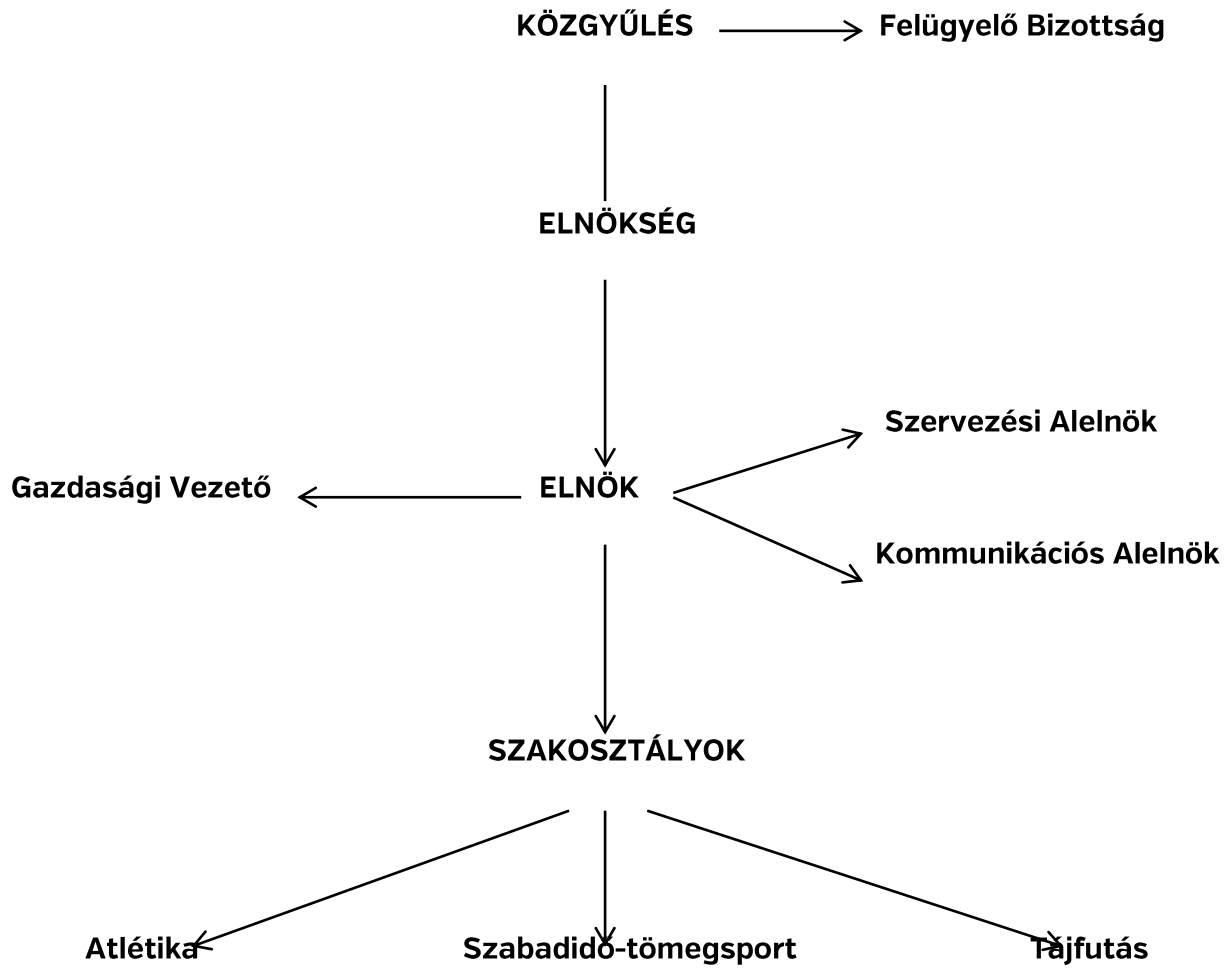 KÖZGYŰLÉS
Felügyelő Bizottság
ELNÖKSÉG
Szervezési Alelnök
Gazdasági Vezető
ELNÖK
Kommunikációs Alelnök
SZAKOSZTÁLYOK
Atlétika
Szabadidő-tömegsport
Tájfutás